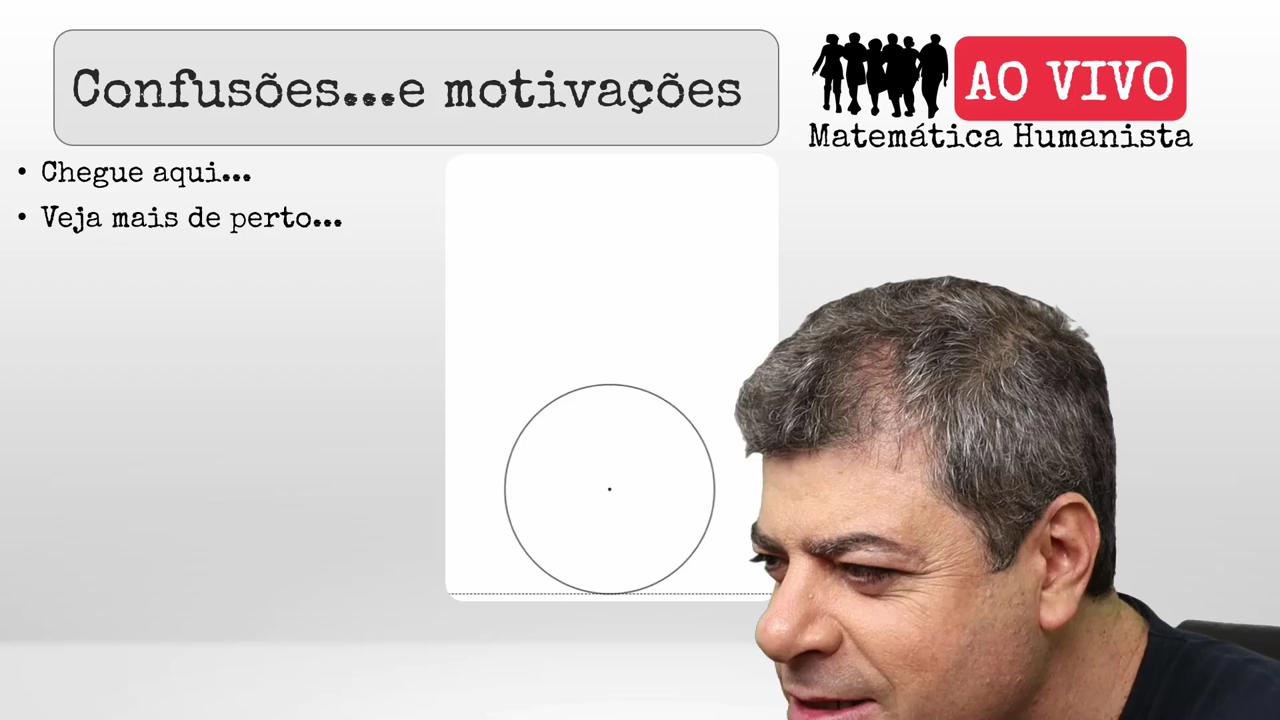 Confusões...e motivações
AO VIVO
Matemática Humanista
• Chegue aqui...
• Veja mais de perto...